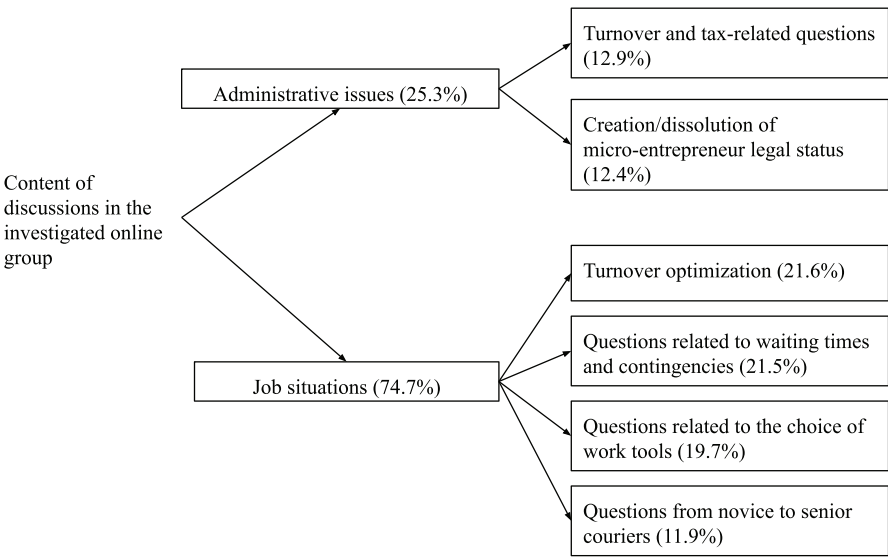 Content of
discussions in the
investigated online
group
Administrative issues (25.3%)
Turnover and tax-related questions
(12.9%)
Creation/dissolution of
micro-entrepreneur legal status
(12.4%)
Job situations (74.7%)
Turnover optimization (21.6%)
Questions related to waiting times
and contingencies (21.5%)
Questions related to the choice of
work tools (19.7%)
Questions from novice to senior
couriers (11.9%)